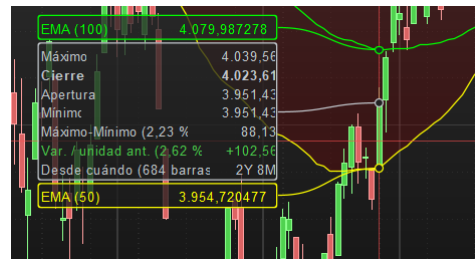 EMA (100) 4.079,987278
Máximo 4.039,56
Cierre 4.023,61
Apertura 3.951,43
Mínimo 3.951,43
Máximo-Mínimo (2,23 % 88,13
Var. / unidad ant. (2,62 % +102,56
Desde cuándo (684 barras 2Y 8M
EMA (50) 3.954,720477